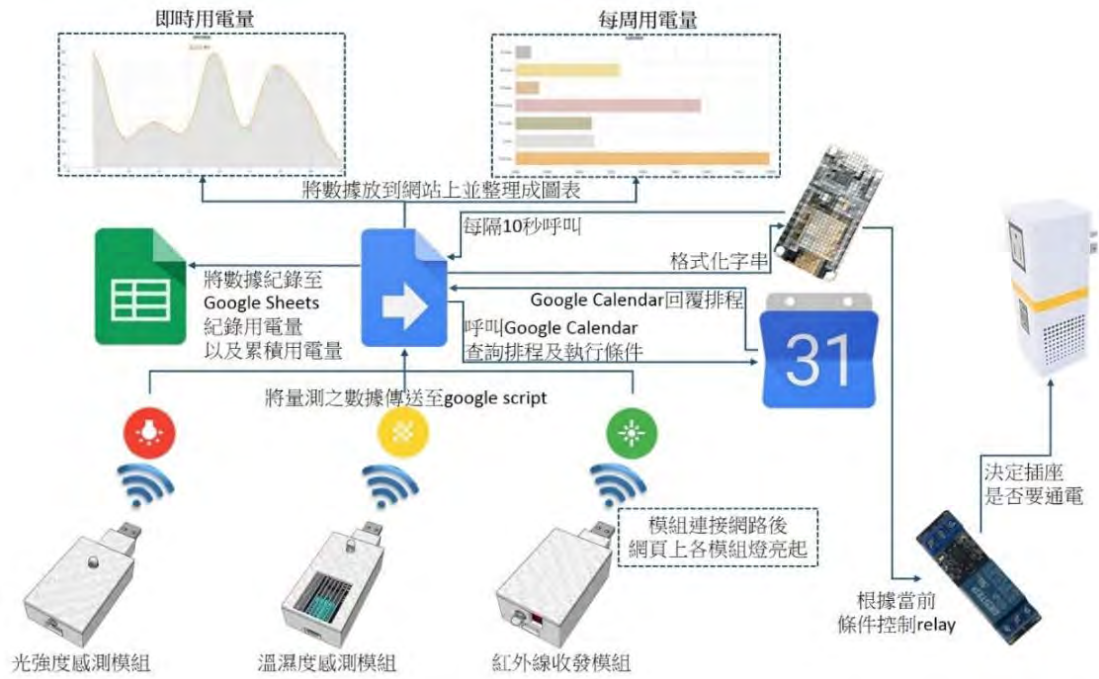 即時用電量
每周用電量
將數據放到網站上並整理成圖表
每隔10秒呼叫
格式化字串
將數據紀錄至
Google Sheets
紀錄用電量
以及累積用電量
Google Calendar回覆排程
呼叫Google Calendar
查詢排程及執行條件
31
將量測之數據傳送至google script
決定插座
是否要通電
模組連接網路後
網頁上各模組燈亮起
根據當前
條件控制relay
光強度感測模組
溫濕度感測模組
紅外線收發模組